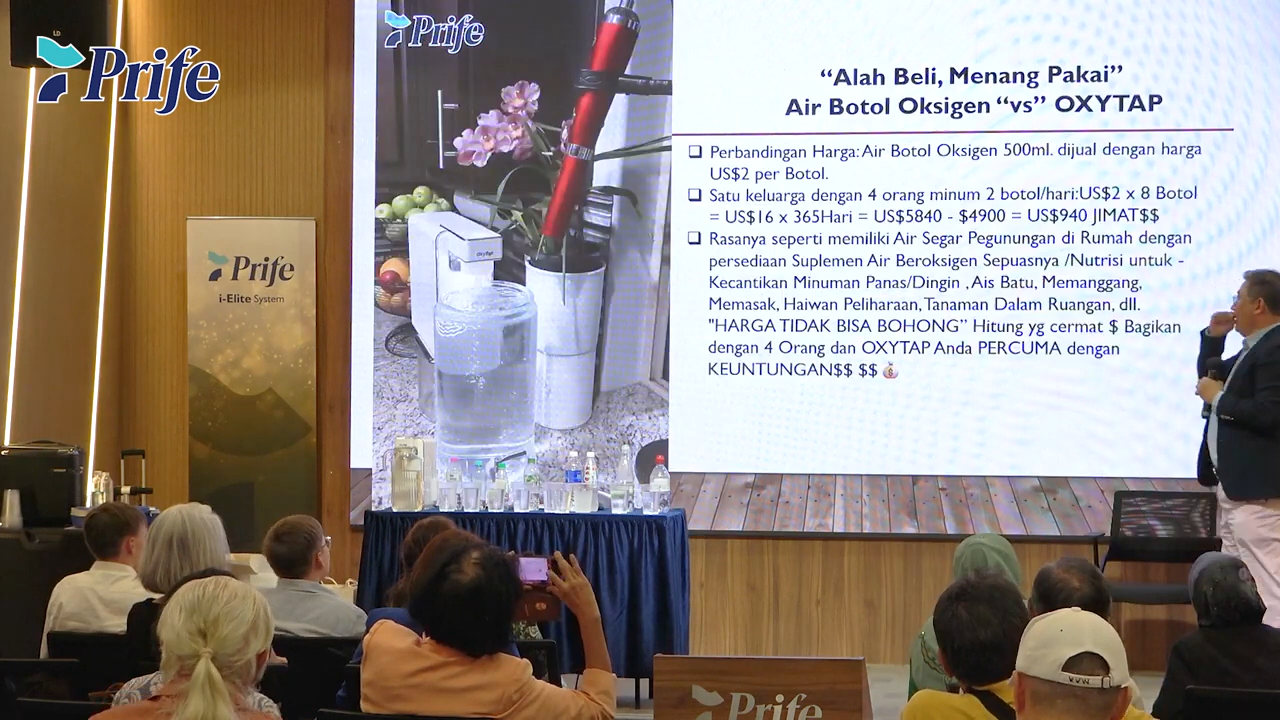 LD
Prife
Prife
"Alah Beli, Menang Pakai"
Air Botol Oksigen "vs" OXYTAP
Perbandingan Harga: Air Botol Oksigen 500ml. dijual dengan harga
US$2 per Botol.
Satu keluarga dengan 4 orang minum 2 botol/hari:US$2 x 8 Botol
= US$16 x 365Hari = US$5840 - $4900 = US$940 JIMAT$$
Rasanya seperti memiliki Air Segar Pegunungan di Rumah dengan
persediaan Suplemen Air Beroksigen Sepuasnya /Nutrisi untuk -
Kecantikan Minuman Panas/Dingin , Ais Batu, Memanggang,
Memasak, Haiwan Peliharaan, Tanaman Dalam Ruangan, dll.
"HARGA TIDAK BISA BOHONG" Hitung yg cermat $ Bagikan
dengan 4 Orang dan OXYTAP Anda PERCUMA dengan
KEUNTUNGAN$$ $$
OxyTap
Prife
i-Elite System
Prife